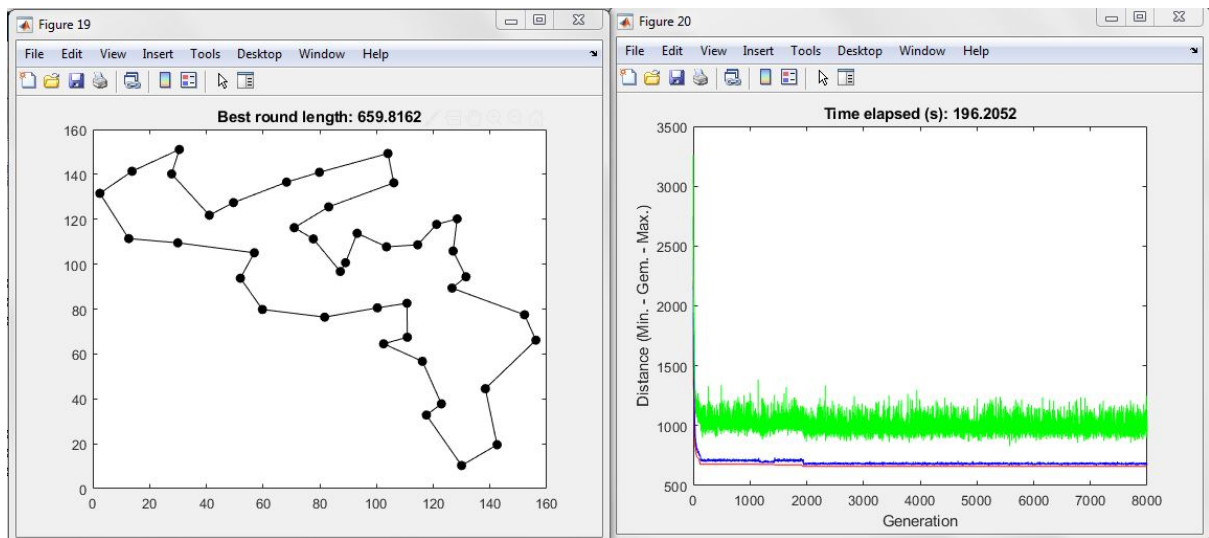 Figure 19
File Edit View Insert Tools Desktop Window Help
Best round length: 659.8162
160
140
120
100
80
60
40
20
0
0 20 40 60 80 100 120 140 160
Figure 20
File Edit View Insert Tools Desktop Window Help
Time elapsed (s): 196.2052
Distance (Min. - Gem. - Max.)
3500
3000
2500
2000
1500
1000
500
0 1000 2000 3000 4000 5000 6000 7000 8000
Generation